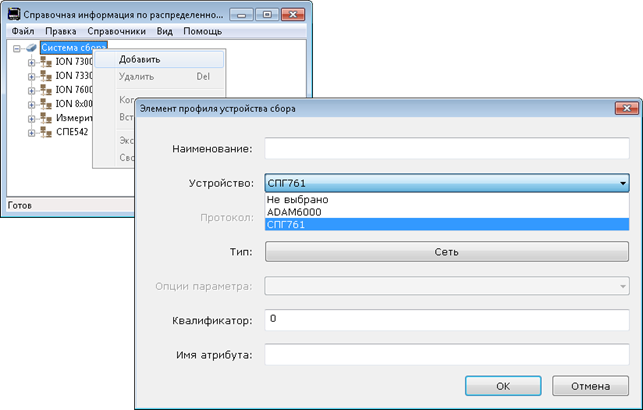 Справочная информация по распределенно...
Файл Правка Справочники Вид Помощь
Система сбора
ION 7300
ION 7330
ION 7600
ION 8x00
Измерит
СПЕ542
Готов
Добавить
Удалить Del
Коп
Вст
Экс
Сво
Элемент профиля устройства сбора
Наименование:
Устройство: СПГ761
Не выбрано
ADAM6000
СПГ761
Протокол:
Тип: Сеть
Опции параметра:
Квалификатор: 0
Имя атрибута:
OK Отмена